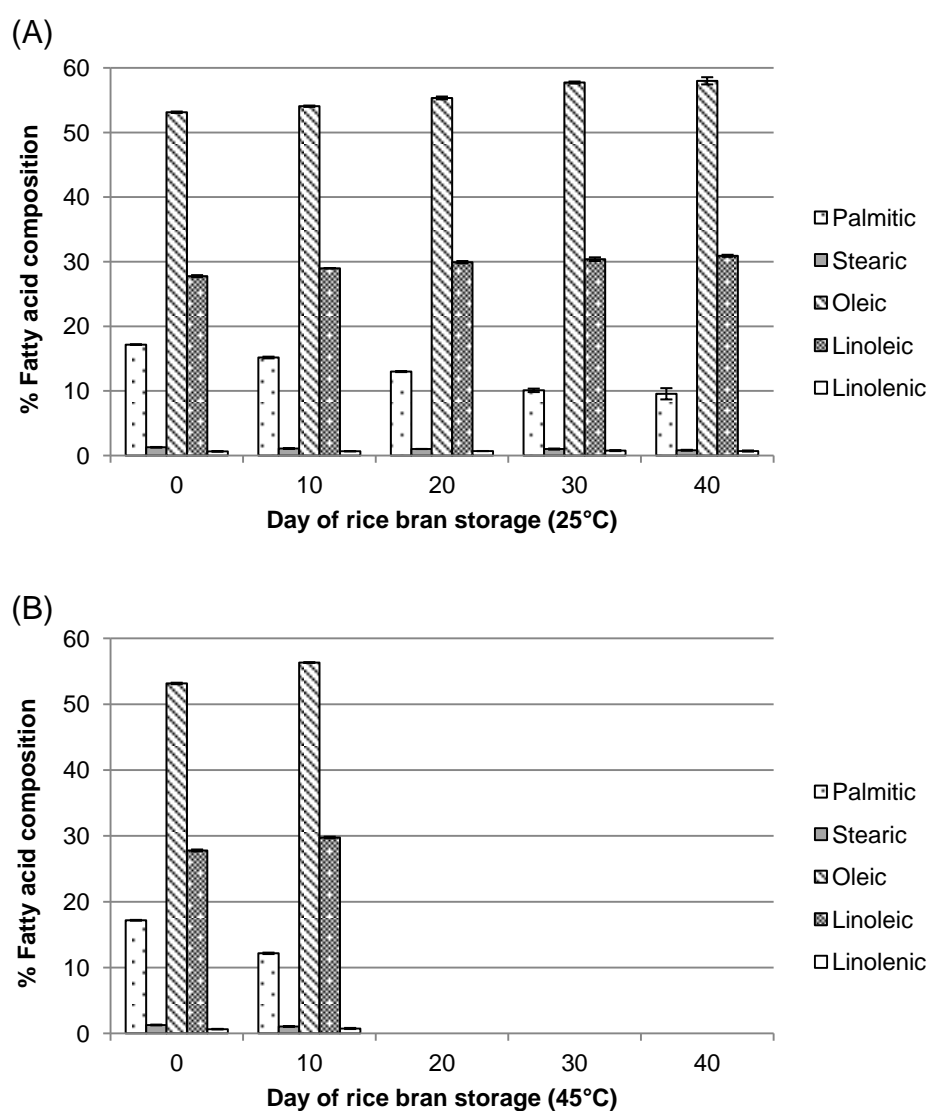 (A)
60
50
40
30
20
10
0
% Fatty acid composition
0 10 20 30 40
Day of rice bran storage (25°C)
Palmitic
Stearic
Oleic
Linoleic
Linolenic
(B)
60
50
40
30
20
10
0
% Fatty acid composition
0 10 20 30 40
Day of rice bran storage (45°C)
Palmitic
Stearic
Oleic
Linoleic
Linolenic